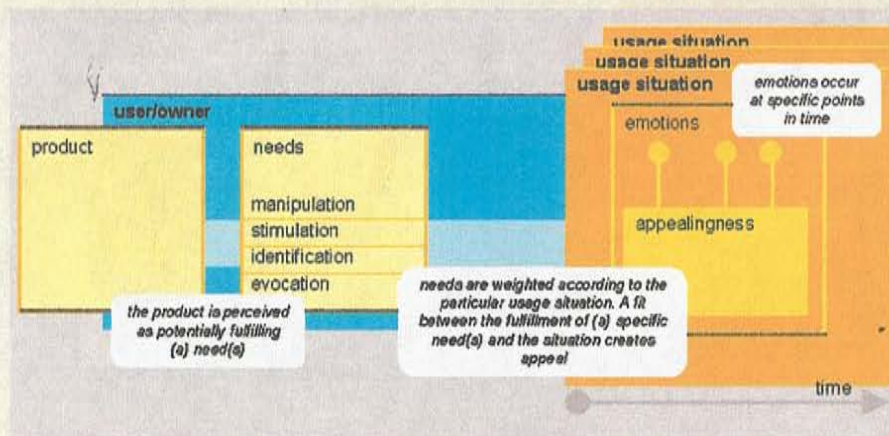 usage situation
usage situation
usage situation
emotions occur
at specific points
in time
user/owner
product
needs
emotions
manipulation
stimulation
identification
evocation
appealingness
the product is perceived
as potentially fulfilling
(a) need(s)
needs are weighted according to the
particular usage situation. A fit
between the fulfillment of (a) specific
need(s) and the situation creates
appeal
time